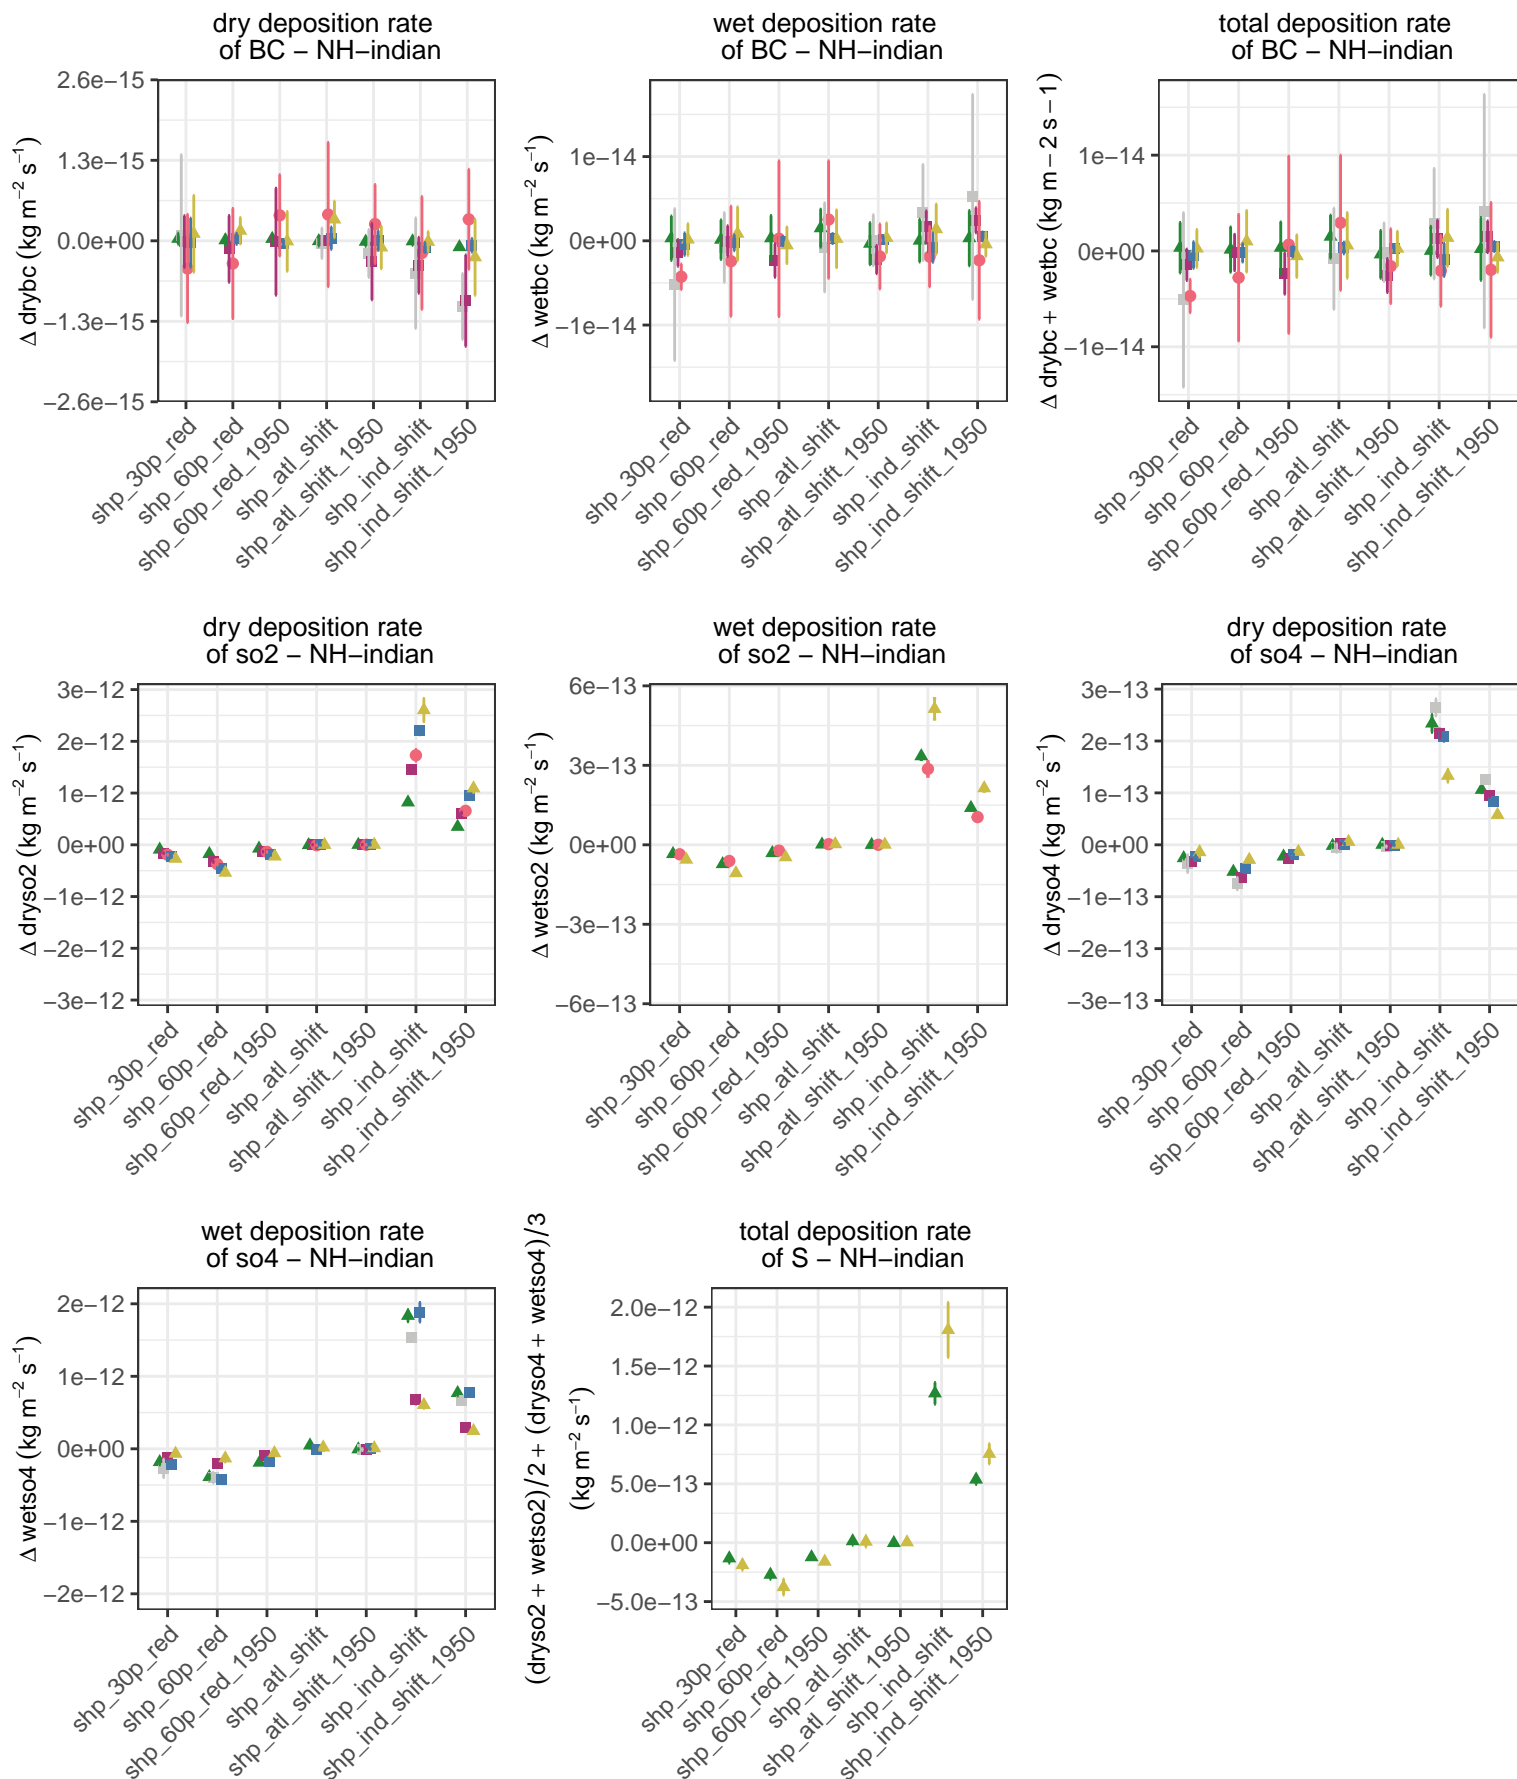 dry deposition rate
of BC − NH−indian
Δ drybc (kg m−2 s−1)
2.6e−15
1.3e−15
0.0e+00
−1.3e−15
−2.6e−15
shp_30p_red
shp_60p_red
shp_60p_red_1950
shp_atl_shift
shp_atl_shift_1950
shp_ind_shift
shp_ind_shift_1950
wet deposition rate
of BC − NH−indian
Δ wetbc (kg m−2 s−1)
1e−14
0e+00
−1e−14
shp_30p_red
shp_60p_red
shp_60p_red_1950
shp_atl_shift
shp_atl_shift_1950
shp_ind_shift
shp_ind_shift_1950
total deposition rate
of BC − NH−indian
Δ drybc + wetbc (kg m − 2 s − 1)
1e−14
0e+00
−1e−14
shp_30p_red
shp_60p_red
shp_60p_red_1950
shp_atl_shift
shp_atl_shift_1950
shp_ind_shift
shp_ind_shift_1950
dry deposition rate
of so2 − NH−indian
Δ dryso2 (kg m−2 s−1)
3e−12
2e−12
1e−12
0e+00
−1e−12
−2e−12
−3e−12
shp_30p_red
shp_60p_red
shp_60p_red_1950
shp_atl_shift
shp_atl_shift_1950
shp_ind_shift
shp_ind_shift_1950
wet deposition rate
of so2 − NH−indian
Δ wetso2 (kg m−2 s−1)
6e−13
3e−13
0e+00
−3e−13
−6e−13
shp_30p_red
shp_60p_red
shp_60p_red_1950
shp_atl_shift
shp_atl_shift_1950
shp_ind_shift
shp_ind_shift_1950
dry deposition rate
of so4 − NH−indian
Δ dryso4 (kg m−2 s−1)
3e−13
2e−13
1e−13
0e+00
−1e−13
−2e−13
−3e−13
shp_30p_red
shp_60p_red
shp_60p_red_1950
shp_atl_shift
shp_atl_shift_1950
shp_ind_shift
shp_ind_shift_1950
wet deposition rate
of so4 − NH−indian
Δ wetso4 (kg m−2 s−1)
2e−12
1e−12
0e+00
−1e−12
−2e−12
shp_30p_red
shp_60p_red
shp_60p_red_1950
shp_atl_shift
shp_atl_shift_1950
shp_ind_shift
shp_ind_shift_1950
total deposition rate
of S − NH−indian
(dryso2 + wetso2)/2 + (dryso4 + wetso4)/3
(kg m−2 s−1)
2.0e−12
1.5e−12
1.0e−12
5.0e−13
0.0e+00
−5.0e−13
shp_30p_red
shp_60p_red
shp_60p_red_1950
shp_atl_shift
shp_atl_shift_1950
shp_ind_shift
shp_ind_shift_1950